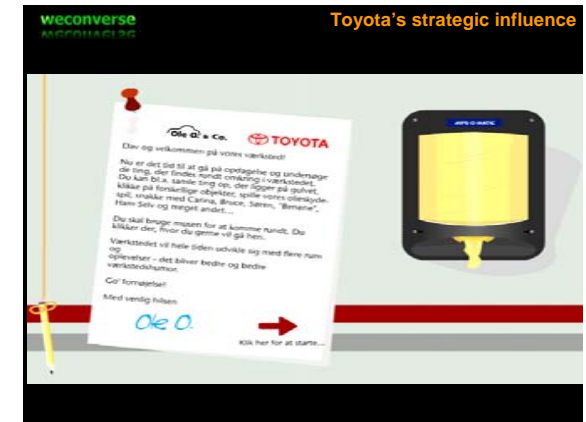 weconverse
Toyota's strategic influence
Ole O. & Co.
TOYOTA
Dav og velkommen på vores værksted!
Nu er det tid til at gå på opdagelse og undersøge
de ting, der findes rundt omkring i værkstedet.
Du kan bl.a. samle ting op, der ligger på gulvet,
klikke på forskellige objekter, spille vores olieskyde-
spil, snakke med Carina, Bruce, Søren, "Benene",
Ham Selv og meget andet...
Du skal bruge musen for at komme rundt. Du
klikker der, hvor du gerne vil gå hen.
Værkstedet vil hele tiden udvikle sig med flere rum
og
oplevelser - det bliver bedre og bedre
værkstedshumor.
Go' fornøjelse!
Med venlig hilsen
Ole O.
Klik her for at starte...